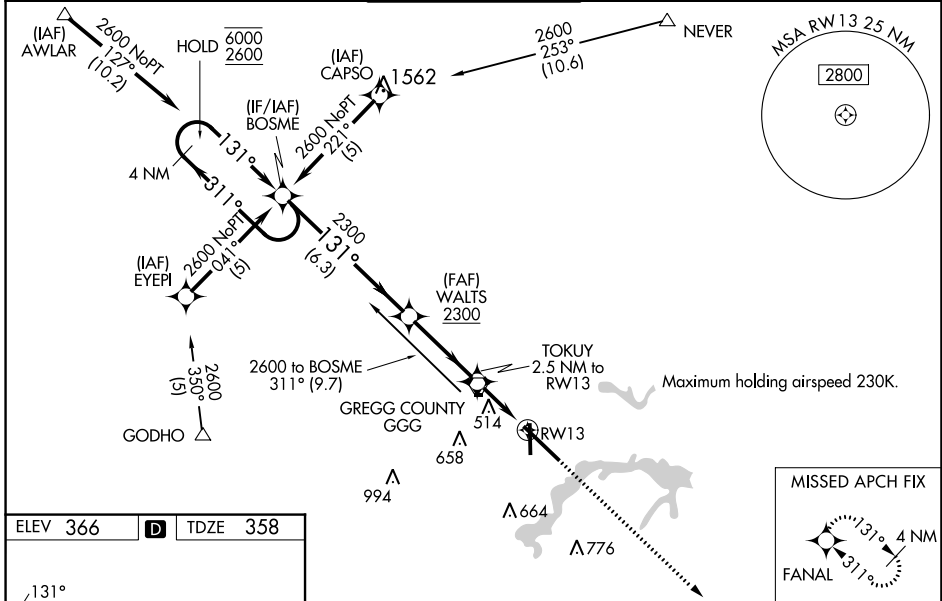 (IAF)
AWLAR
2600 NoPT
127°
(10.2)
HOLD
6000
2600
(IAF)
CAPSO
1562
2600
253°
(10.6)
NEVER
MSA RW13 25 NM
2800
(IF/IAF)
BOSME
2600 NoPT
221°
(5)
131°
4 NM
311°
2600 NoPT
041°
(5)
(IAF)
EYEPI
2300
131°
(6.3)
(FAF)
WALTS
2300
2600 to BOSME
311° (9.7)
TOKUY
2.5 NM to
RW13
Maximum holding airspeed 230K.
2600
350°
(5)
GODHO
GREGG COUNTY
GGG
514
RW13
658
994
664
776
MISSED APCH FIX
131°
4 NM
311°
FANAL
ELEV 366
D
TDZE 358
131°